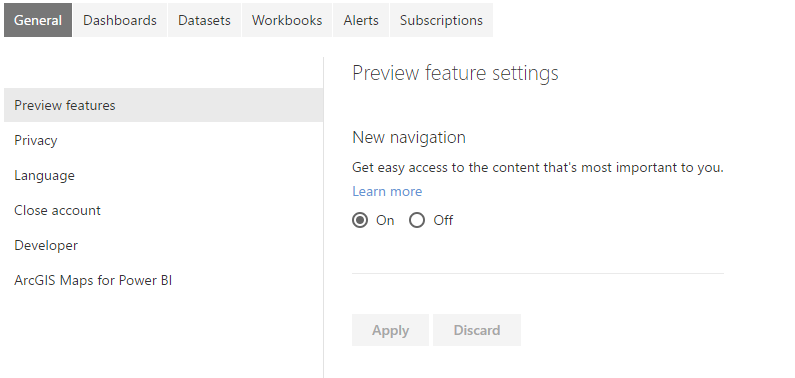 General Dashboards Datasets Workbooks Alerts Subscriptions
Preview features
Privacy
Language
Close account
Developer
ArcGIS Maps for Power BI
Preview feature settings
New navigation
Get easy access to the content that's most important to you.
Learn more
On Off
Apply Discard